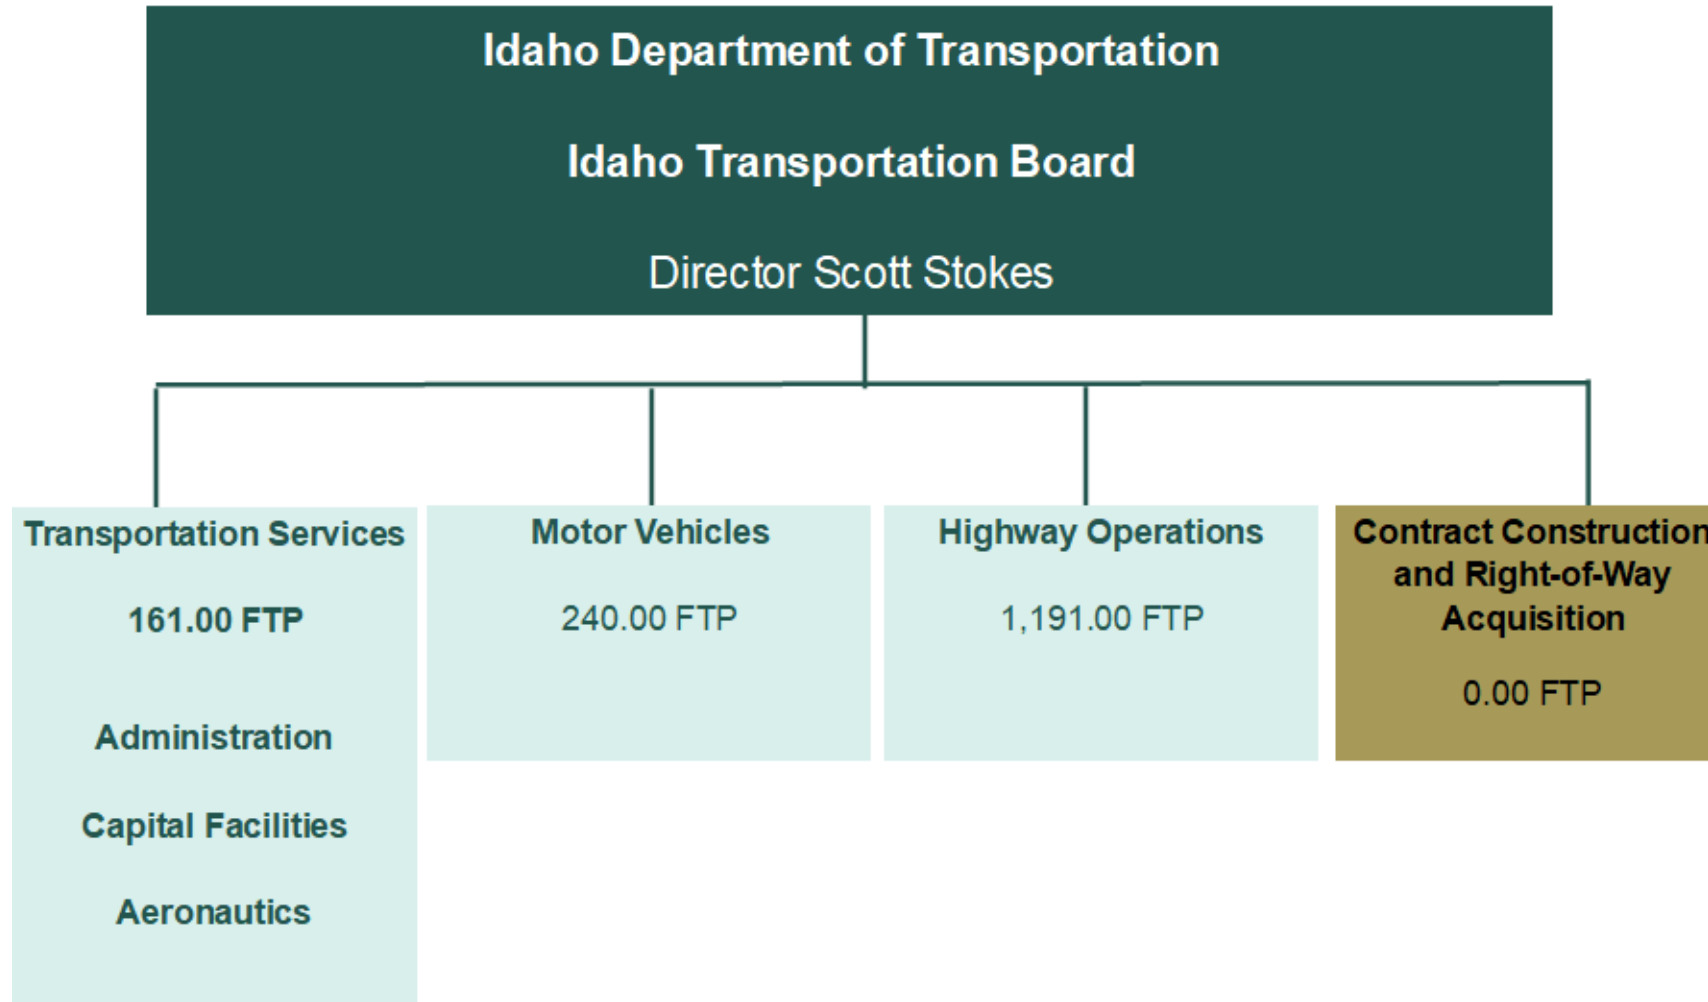 Idaho Department of Transportation
Idaho Transportation Board
Director Scott Stokes
Transportation Services
161.00 FTP
Administration
Capital Facilities
Aeronautics
Motor Vehicles
240.00 FTP
Highway Operations
1,191.00 FTP
Contract Construction
and Right-of-Way
Acquisition
0.00 FTP